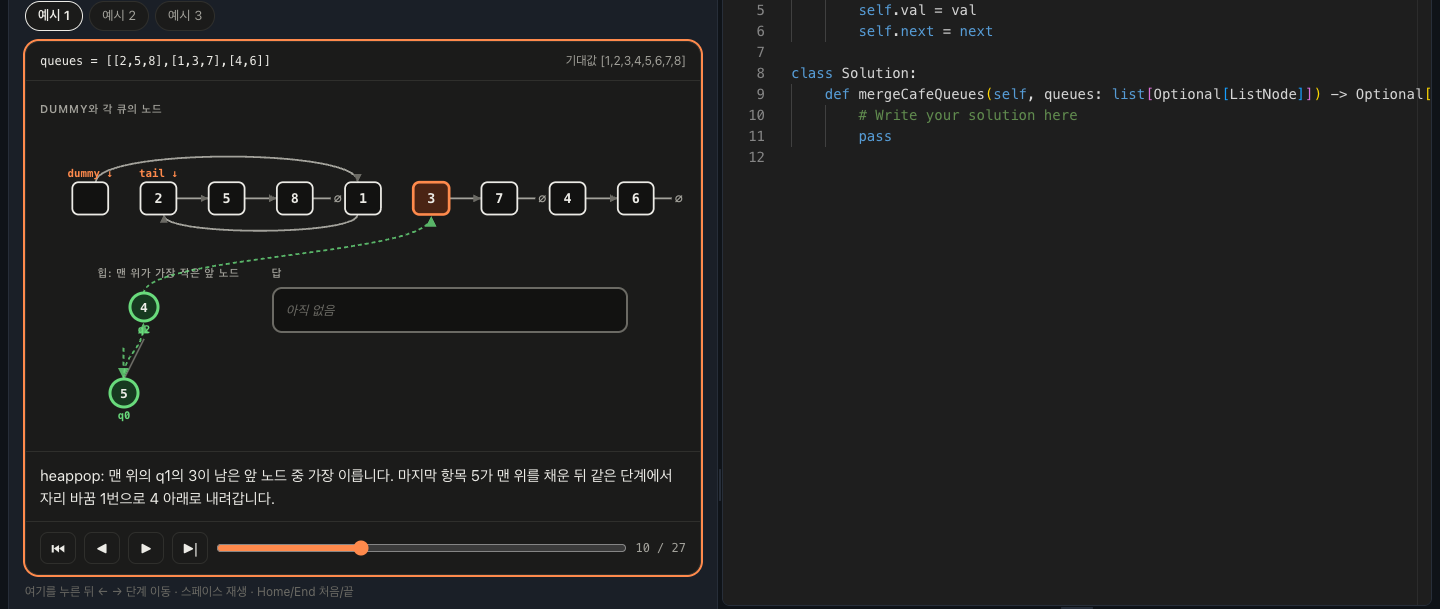 예시 1 예시 2 예시 3
queues = [[2,5,8],[1,3,7],[4,6]] 기대값 [1,2,3,4,5,6,7,8]
DUMMY와 각 큐의 노드
dummy ↓ tail ↓
2 5 8 ∅ 1 3 7 ∅ 4 6 ∅
힙: 맨 위가 가장 작은 앞 노드 답
4 아직 없음
q2
5
q0
heappop: 맨 위의 q1의 3이 남은 앞 노드 중 가장 이릅니다. 마지막 항목 5가 맨 위를 채운 뒤 같은 단계에서
자리 바꿈 1번으로 4 아래로 내려갑니다.
10 / 27
여기를 누른 뒤 ← → 단계 이동 · 스페이스 재생 · Home/End 처음/끝
5 self.val = val
6 self.next = next
7
8 class Solution:
9 def mergeCafeQueues(self, queues: list[Optional[ListNode]]) -> Optional[
10 # Write your solution here
11 pass
12